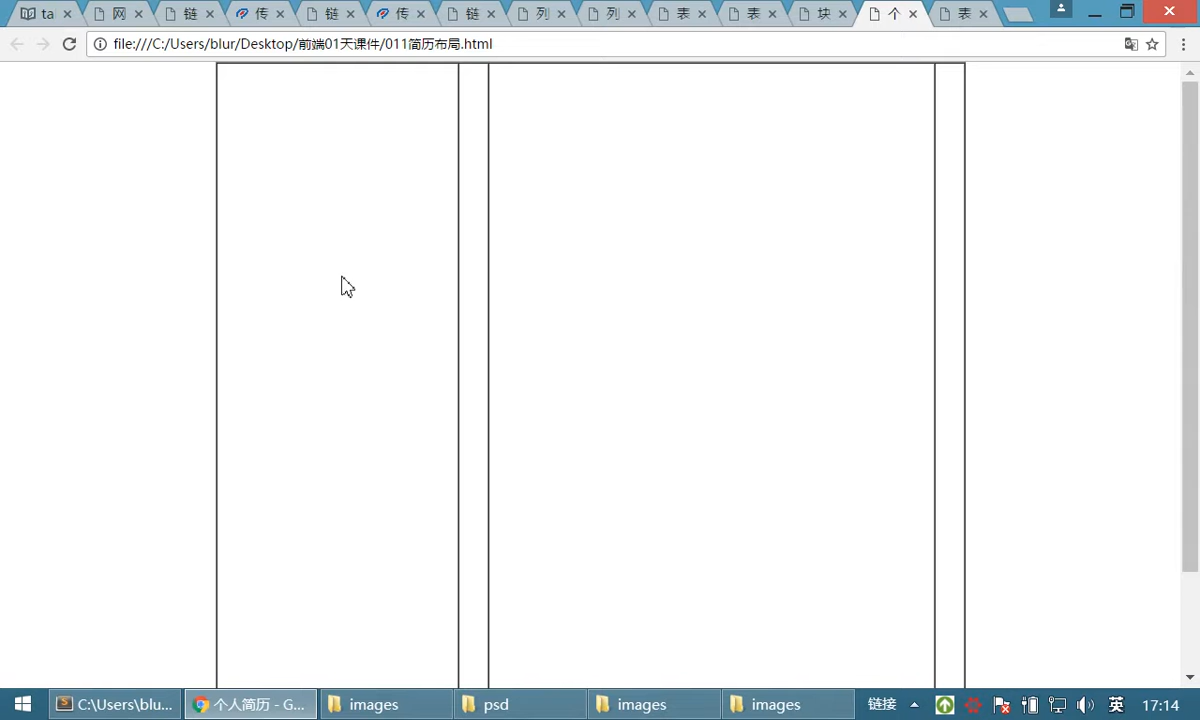 ta
网
链
传
链
传
链
列
列
表
表
块
个
表
file:///C:/Users/blur/Desktop/前端01天课件/011简历布局.html
C:\Users\blu...
个人简历 - G...
images
psd
images
images
链接
英
17:14